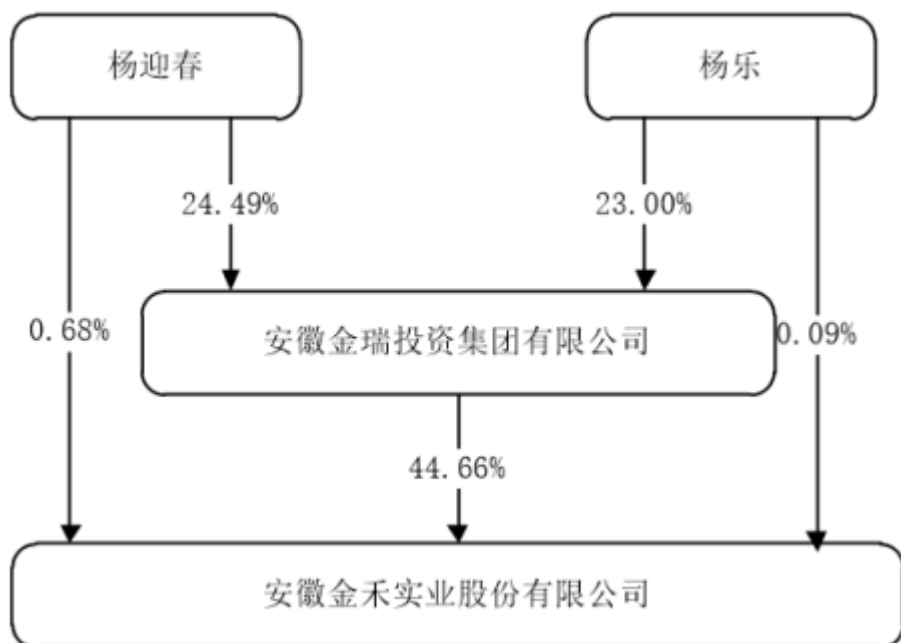 杨迎春
杨乐
24.49%
23.00%
0.68%
安徽金瑞投资集团有限公司
0.09%
44.66%
安徽金禾实业股份有限公司